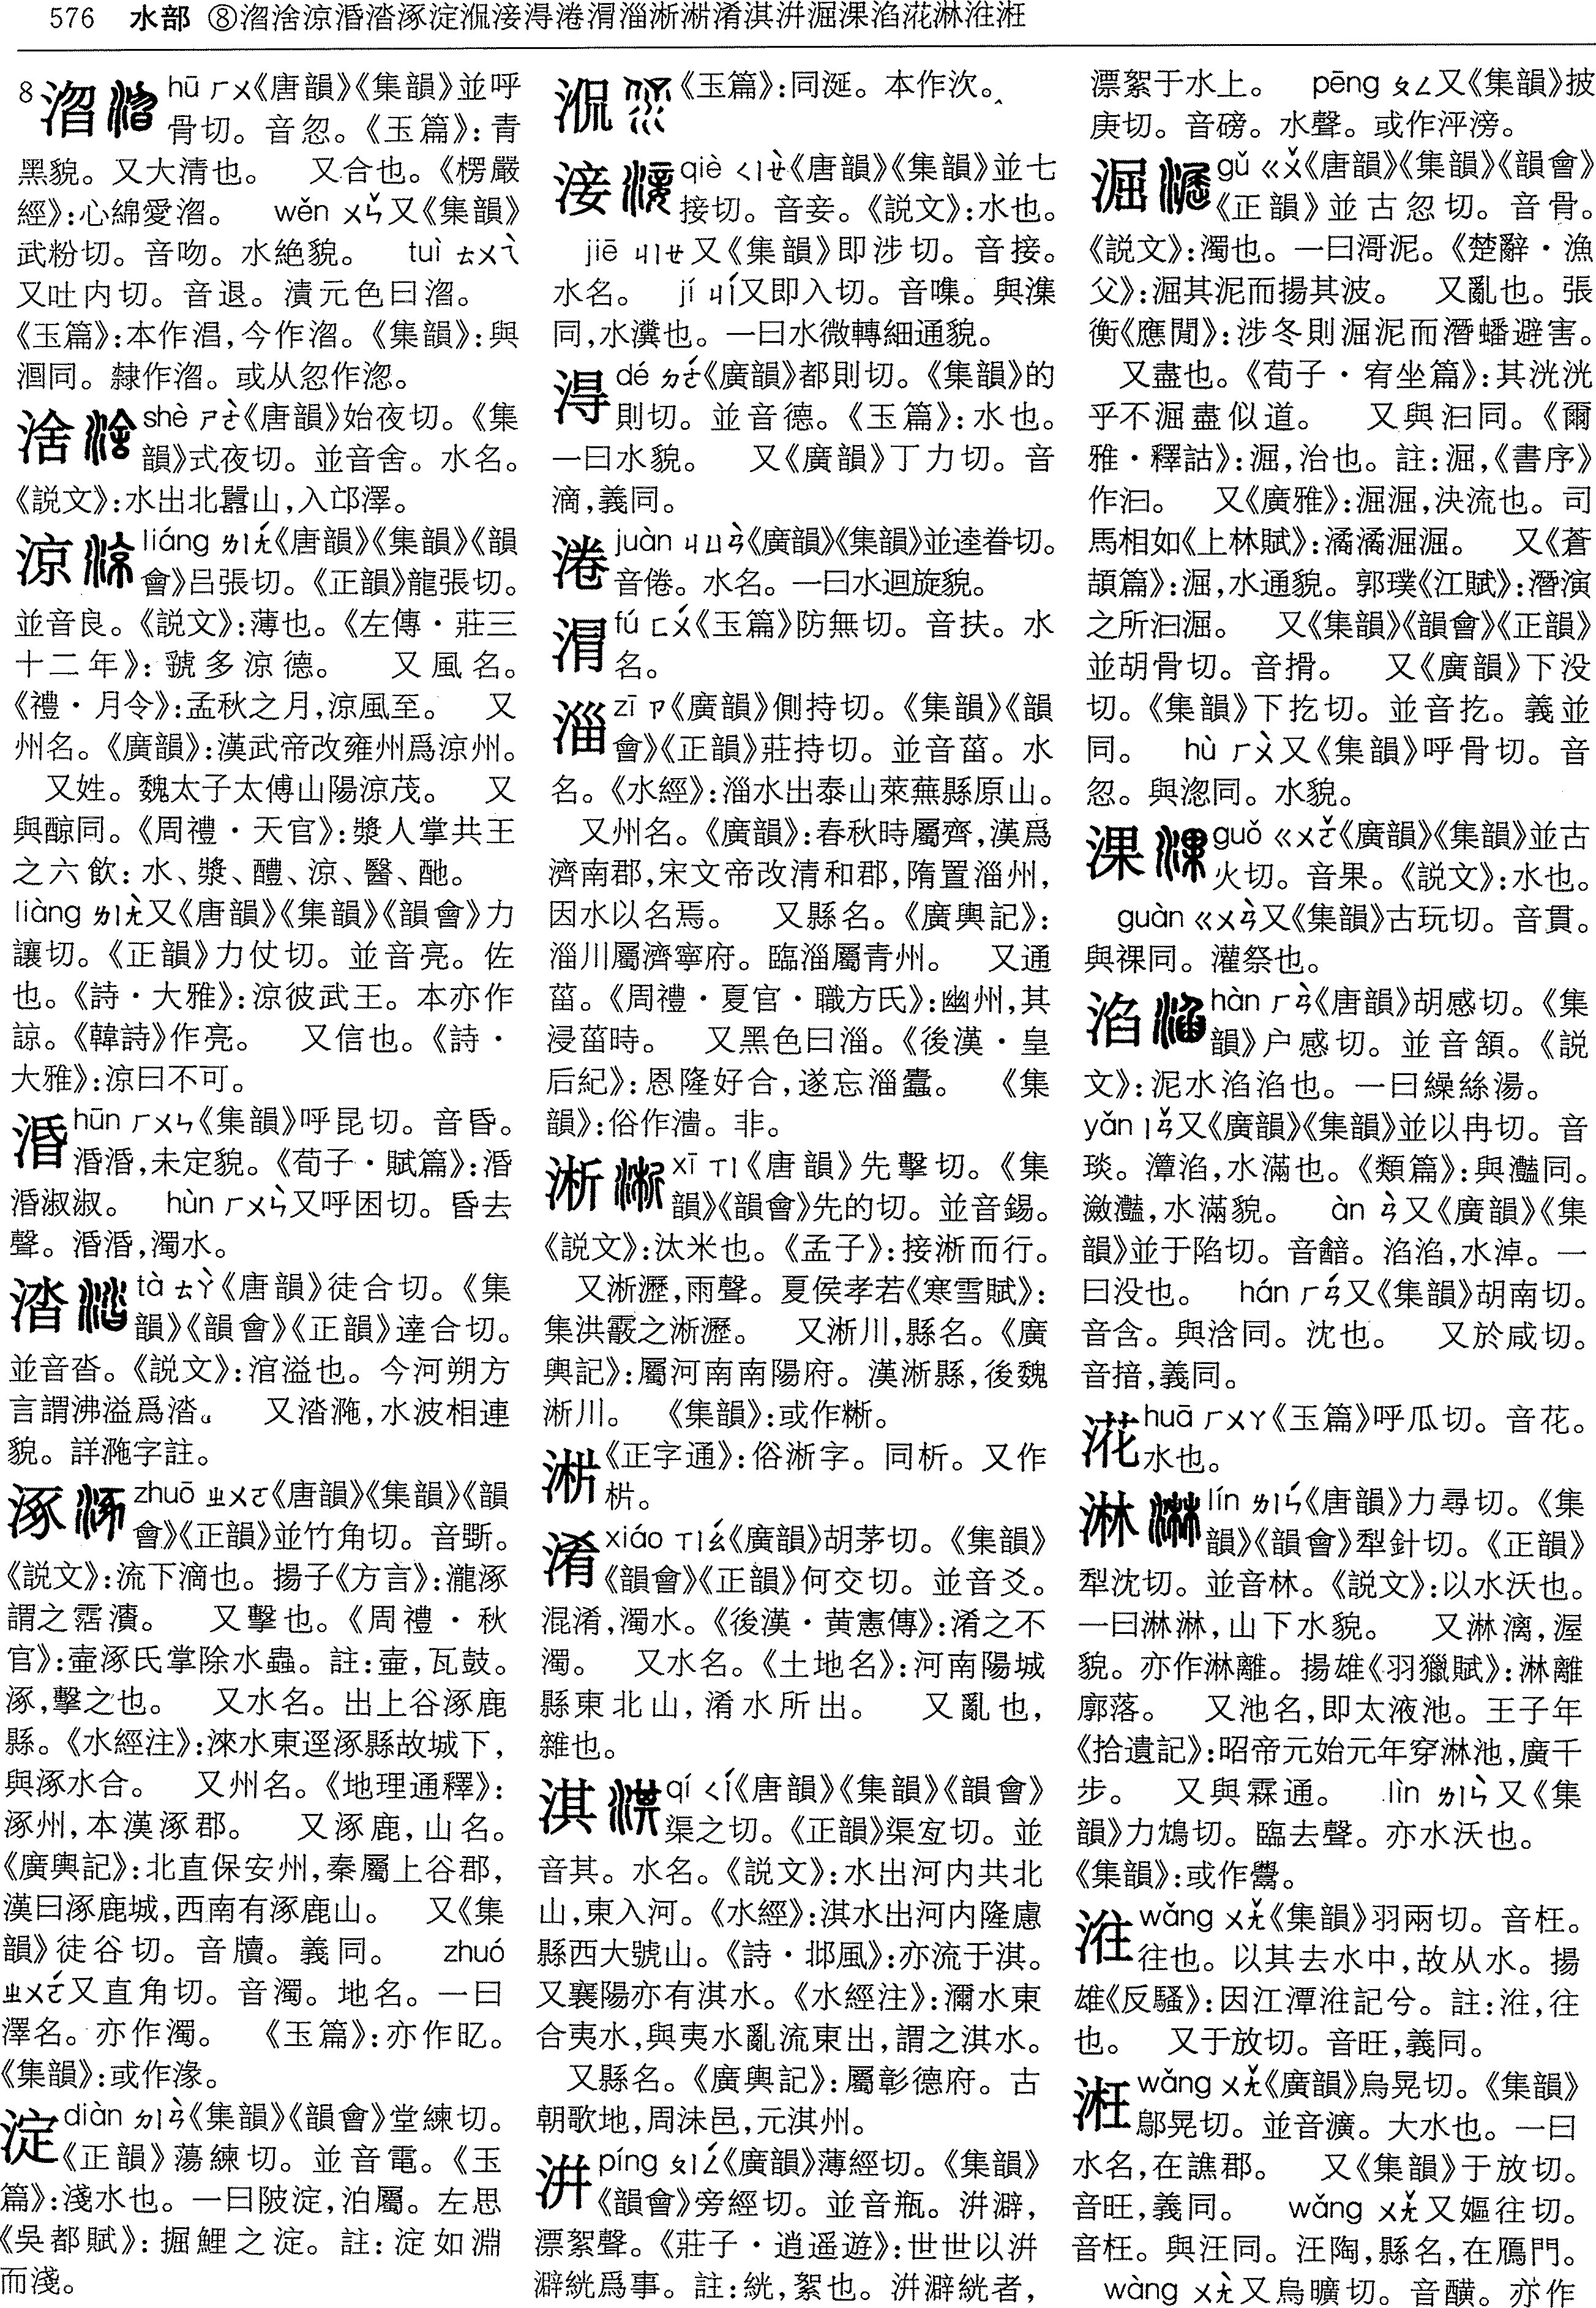 576 水部 ⑧淴涻涼涽涾涿淀涀淁淂淃淠淄淅淅淆淇洴淈淉淊渮淋淮汪
8淴 hū ㄏㄨ《唐韻》《集韻》並呼
骨切。音忽。《玉篇》:青
黑貌。又大清也。 又合也。《楞嚴
經》:心綿愛淴。 wěn ㄨㄣˇ又《集韻》
武粉切。音吻。水絶貌。 tuì ㄊㄨㄟˋ
又吐内切。音退。潰元色曰淴。
《玉篇》:本作淐,今作淴。《集韻》:與
溷同。隸作淴。或从忽作淴。
涻 shè ㄕㄜˋ《唐韻》始夜切。《集
韻》式夜切。並音舍。水名。
《説文》:水出北囂山,入邙澤。
涼 liáng ㄌㄧㄤˊ《唐韻》《集韻》《韻
會》吕張切。《正韻》龍張切。
並音良。《説文》:薄也。《左傳・莊三
十二年》:虢多涼德。 又風名。
《禮・月令》:孟秋之月,涼風至。 又
州名。《廣韻》:漢武帝改雍州爲涼州。
又姓。魏太子太傅山陽涼茂。 又
與醇同。《周禮・天官》:漿人掌共王
之六飲:水、漿、醴、涼、醫、酏。
liàng ㄌㄧㄤˋ又《唐韻》《集韻》《韻會》力
讓切。《正韻》力仗切。並音亮。佐
也。《詩・大雅》:涼彼武王。本亦作
諒。《韓詩》作亮。 又信也。《詩・
大雅》:涼曰不可。
涽 hūn ㄏㄨㄣ《集韻》呼昆切。音昏。
涽涽,未定貌。《荀子・賦篇》:涽
涽淑淑。 hùn ㄏㄨㄣˋ又呼困切。昏去
聲。涽涽,濁水。
涾 tà ㄊㄚˋ《唐韻》徒合切。《集
韻》《韻會》《正韻》達合切。
並音沓。《説文》:涫溢也。今河朔方
言謂沸溢爲涾。 又涾㴲,水波相連
貌。詳㴲字註。
涿 zhuō ㄓㄨㄛ《唐韻》《集韻》《韻
會》《正韻》並竹角切。音斲。
《説文》:流下滴也。揚子《方言》:瀧涿
謂之霑瀆。 又擊也。《周禮・秋
官》:壺涿氏掌除水蟲。註:壺,瓦鼓。
涿,擊之也。 又水名。出上谷涿鹿
縣。《水經注》:淶水東逕涿縣故城下,
與涿水合。 又州名。《地理通釋》:
涿州,本漢涿郡。 又涿鹿,山名。
《廣輿記》:北直保安州,秦屬上谷郡,
漢曰涿鹿城,西南有涿鹿山。 又《集
韻》徒谷切。音牘。義同。 zhuó
ㄓㄨㄛˊ又直角切。音濁。地名。一曰
澤名。亦作濁。 《玉篇》:亦作㲄。
《集韻》:或作湪。
淀 diàn ㄉㄧㄢˋ《集韻》《韻會》堂練切。
《正韻》蕩練切。並音電。《玉
篇》:淺水也。一曰陂淀,泊屬。左思
《吳都賦》:掘鯉之淀。註:淀如淵
而淺。
《玉篇》:同涎。本作㳄。
淁 qiè ㄑㄧㄝˋ《唐韻》《集韻》並七
接切。音妾。《説文》:水也。
jiē ㄐㄧㄝ又《集韻》即涉切。音接。
水名。 jí ㄐㄧˊ又即入切。音喋。與潗
同,水瀵也。一曰水微轉細通貌。
淂 dé ㄉㄜˊ《廣韻》都則切。《集韻》的
則切。並音德。《玉篇》:水也。
一曰水貌。 又《廣韻》丁力切。音
滴,義同。
淃 juàn ㄐㄩㄢˋ《廣韻》《集韻》並逵眷切。
音倦。水名。一曰水迴旋貌。
fú ㄈㄨˊ《玉篇》防無切。音扶。水
名。
淄 zī ㄗ《廣韻》側持切。《集韻》《韻
會》《正韻》莊持切。並音菑。水
名。《水經》:淄水出泰山萊蕪縣原山。
又州名。《廣韻》:春秋時屬齊,漢爲
濟南郡,宋文帝改清和郡,隋置淄州,
因水以名焉。 又縣名。《廣輿記》:
淄川屬濟寧府。臨淄屬青州。 又通
菑。《周禮・夏官・職方氏》:幽州,其
浸菑時。 又黑色曰淄。《後漢・皇
后紀》:恩隆好合,遂忘淄蠹。 《集
韻》:俗作㴸。非。
淅 xī ㄒㄧ《唐韻》先擊切。《集
韻》《韻會》先的切。並音錫。
《説文》:汰米也。《孟子》:接淅而行。
又淅瀝,雨聲。夏侯孝若《寒雪賦》:
集洪霰之淅瀝。 又淅川,縣名。《廣
輿記》:屬河南南陽府。漢淅縣,後魏
淅川。 《集韻》:或作㴩。
《正字通》:俗淅字。同析。又作
枿。
淆 xiáo ㄒㄧㄠˊ《廣韻》胡茅切。《集韻》
《韻會》《正韻》何交切。並音爻。
混淆,濁水。《後漢・黄憲傳》:淆之不
濁。 又水名。《土地名》:河南陽城
縣東北山,淆水所出。 又亂也,
雜也。
淇 qí ㄑㄧˊ《唐韻》《集韻》《韻會》
渠之切。《正韻》渠宜切。並
音其。水名。《説文》:水出河内共北
山,東入河。《水經》:淇水出河内隆慮
縣西大號山。《詩・邶風》:亦流于淇。
又襄陽亦有淇水。《水經注》:濔水東
合夷水,與夷水亂流東出,謂之淇水。
又縣名。《廣輿記》:屬彰德府。古
朝歌地,周沬邑,元淇州。
洴 píng ㄆㄧㄥˊ《廣韻》薄經切。《集韻》
《韻會》旁經切。並音瓶。洴澼,
漂絮聲。《莊子・逍遥遊》:世世以洴
澼絖爲事。註:絖,絮也。洴澼絖者,
漂絮于水上。 pēng ㄆㄥ又《集韻》披
庚切。音磅。水聲。或作泙滂。
淈 gǔ ㄍㄨˇ《唐韻》《集韻》《韻會》
《正韻》並古忽切。音骨。
《説文》:濁也。一曰滒泥。《楚辭・漁
父》:淈其泥而揚其波。 又亂也。張
衡《應閒》:涉冬則淈泥而潛蟠避害。
又盡也。《荀子・宥坐篇》:其洸洸
乎不淈盡似道。 又與汩同。《爾
雅・釋詁》:淈,治也。註:淈,《書序》
作汩。 又《廣雅》:淈淈,決流也。司
馬相如《上林賦》:潏潏淈淈。 又《蒼
頡篇》:淈,水通貌。郭璞《江賦》:潛演
之所汩淈。 又《集韻》《韻會》《正韻》
並胡骨切。音搰。 又《廣韻》下没
切。《集韻》下扢切。並音扢。義並
同。 hù ㄏㄨˋ又《集韻》呼骨切。音
忽。與淴同。水貌。
淉 guǒ ㄍㄨㄛˇ《廣韻》《集韻》並古
火切。音果。《説文》:水也。
guàn ㄍㄨㄢˋ又《集韻》古玩切。音貫。
與祼同。灌祭也。
淊 hàn ㄏㄢˋ《唐韻》胡感切。《集
韻》户感切。並音頷。《説
文》:泥水淊淊也。一曰繰絲湯。
yǎn ㄧㄢˇ又《廣韻》《集韻》並以冉切。音
琰。潭淊,水滿也。《類篇》:與灩同。
瀲灩,水滿貌。 àn ㄢˋ又《廣韻》《集
韻》並于陷切。音䭓。淊淊,水淖。一
曰没也。 hán ㄏㄢˊ又《集韻》胡南切。
音含。與浛同。沈也。 又於咸切。
音揞,義同。
huā ㄏㄨㄚ《玉篇》呼瓜切。音花。
水也。
淋 lín ㄌㄧㄣˊ《唐韻》力尋切。《集
韻》《韻會》犁針切。《正韻》
犁沈切。並音林。《説文》:以水沃也。
一曰淋淋,山下水貌。 又淋漓,渥
貌。亦作淋離。揚雄《羽獵賦》:淋離
廓落。 又池名,即太液池。王子年
《拾遺記》:昭帝元始元年穿淋池,廣千
步。 又與霖通。 lìn ㄌㄧㄣˋ又《集
韻》力鴆切。臨去聲。亦水沃也。
《集韻》:或作䆮。
wǎng ㄨㄤˇ《集韻》羽兩切。音枉。
往也。以其去水中,故从水。揚
雄《反騷》:因江潭㳹記兮。註:㳹,往
也。 又于放切。音旺,義同。
wǎng ㄨㄤˇ《廣韻》烏晃切。《集韻》
鄔晃切。並音瀇。大水也。一曰
水名,在譙郡。 又《集韻》于放切。
音旺,義同。 wǎng ㄨㄤˇ又嫗往切。
音枉。與汪同。汪陶,縣名,在鴈門。
wàng ㄨㄤˋ又烏曠切。音䤑。亦作